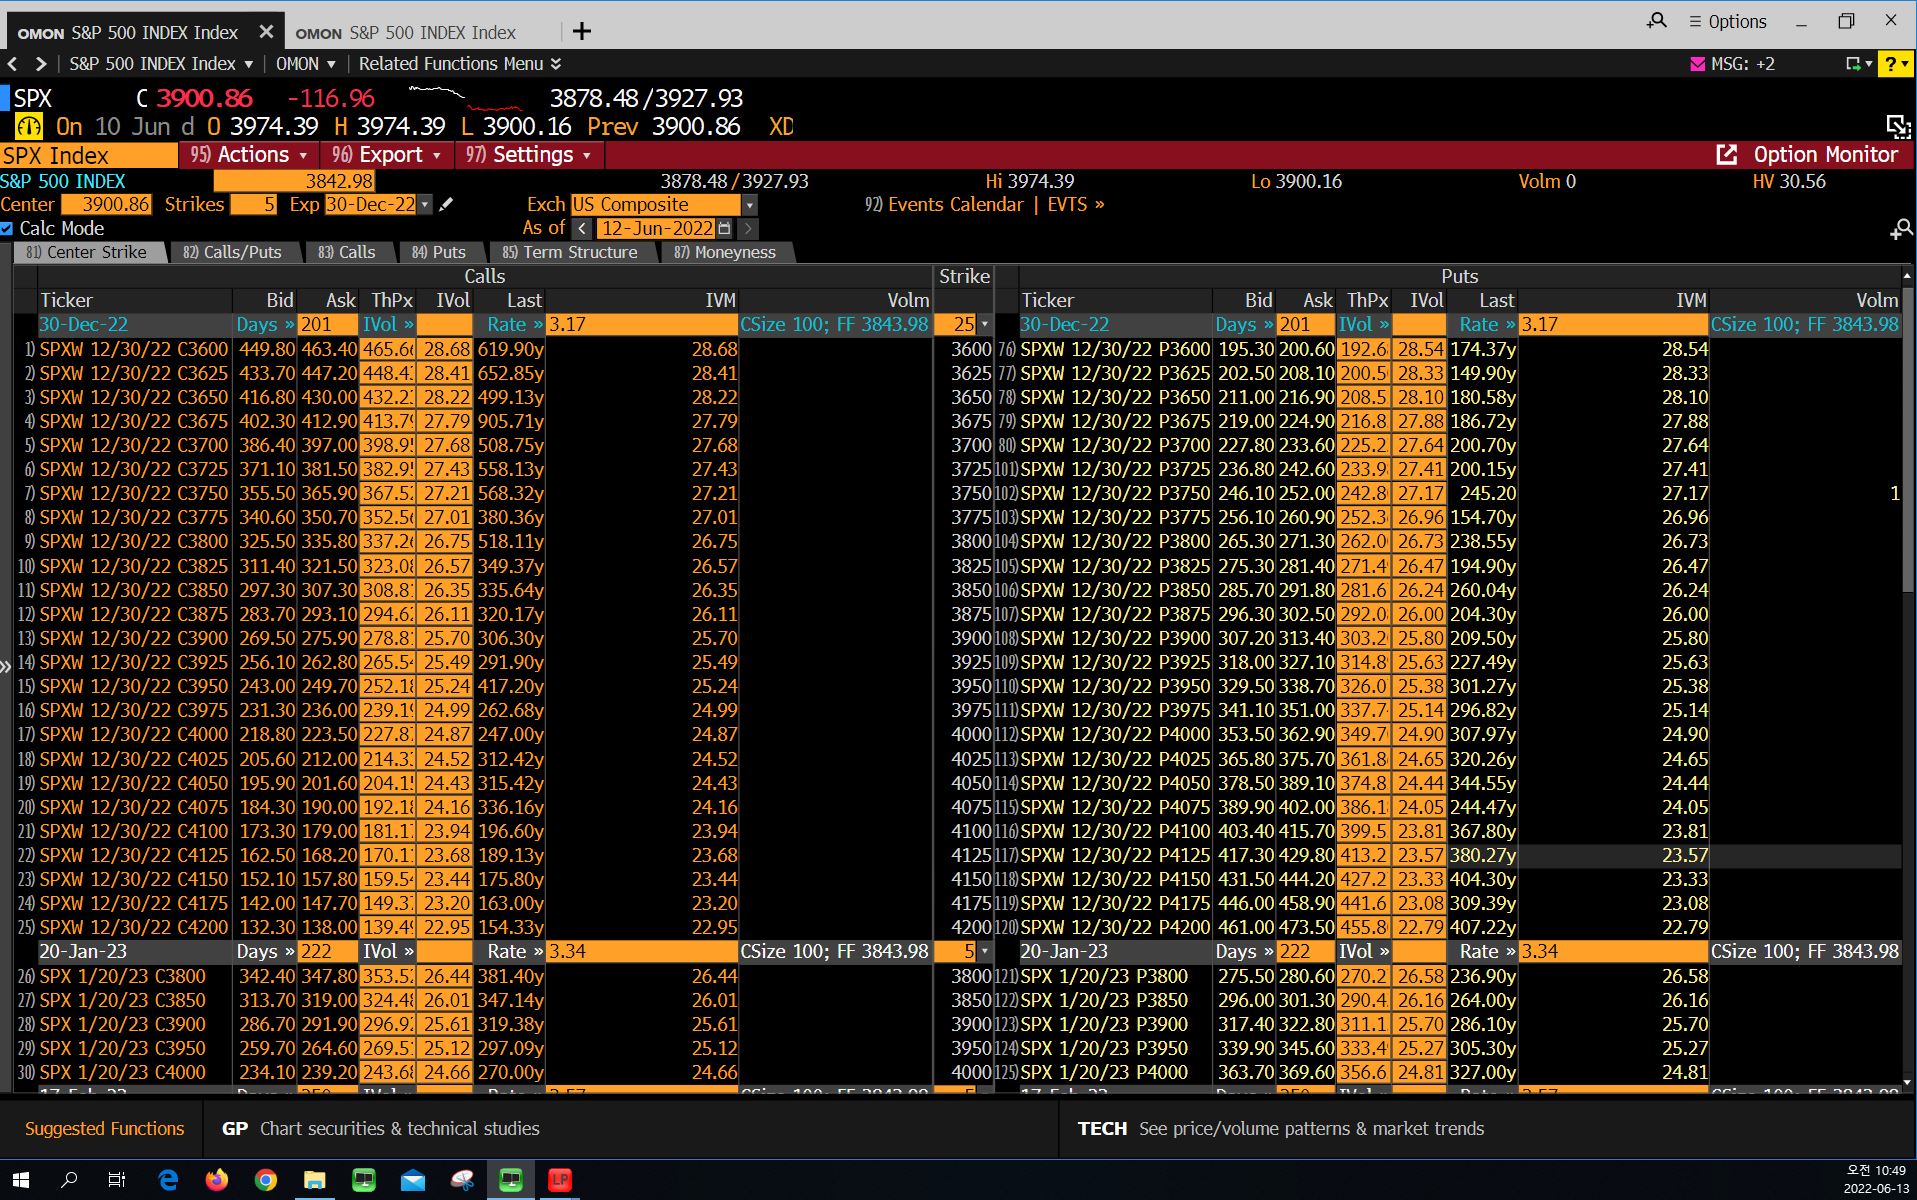 OMON S&P 500 INDEX Index × OMON S&P 500 INDEX Index + Options
S&P 500 INDEX Index OMON Related Functions Menu MSG: +2 ?
SPX C 3900.86 -116.96 3878.48/3927.93
On 10 Jun d O 3974.39 H 3974.39 L 3900.16 Prev 3900.86 XD
SPX Index 95) Actions 96) Export 97) Settings Option Monitor
S&P 500 INDEX 3842.98 3878.48/3927.93 Hi 3974.39 Lo 3900.16 Volm 0 HV 30.56
Center 3900.86 Strikes 5 Exp 30-Dec-22 Exch US Composite 92) Events Calendar | EVTS »
Calc Mode As of < 12-Jun-2022 >
81) Center Strike 82) Calls/Puts 83) Calls 84) Puts 85) Term Structure 87) Moneyness
Calls Strike Puts
Ticker Bid Ask ThPx IVol Last IVM Volm Ticker Bid Ask ThPx IVol Last IVM Volm
30-Dec-22 Days » 201 IVol » Rate » 3.17 CSize 100; FF 3843.98 25 30-Dec-22 Days » 201 IVol » Rate » 3.17 CSize 100; FF 3843.98
1) SPXW 12/30/22 C3600 449.80 463.40 465.6 28.68 619.90y 28.68 3600 76) SPXW 12/30/22 P3600 195.30 200.60 192.6 28.54 174.37y 28.54
2) SPXW 12/30/22 C3625 433.70 447.20 448.4 28.41 652.85y 28.41 3625 77) SPXW 12/30/22 P3625 202.50 208.10 200.5 28.33 149.90y 28.33
3) SPXW 12/30/22 C3650 416.80 430.00 432.2 28.22 499.13y 28.22 3650 78) SPXW 12/30/22 P3650 211.00 216.90 208.5 28.10 180.58y 28.10
4) SPXW 12/30/22 C3675 402.30 412.90 413.7 27.79 905.71y 27.79 3675 79) SPXW 12/30/22 P3675 219.00 224.90 216.8 27.88 186.72y 27.88
5) SPXW 12/30/22 C3700 386.40 397.00 398.9 27.68 508.75y 27.68 3700 80) SPXW 12/30/22 P3700 227.80 233.60 225.2 27.64 200.70y 27.64
6) SPXW 12/30/22 C3725 371.10 381.50 382.9 27.43 558.13y 27.43 3725 101) SPXW 12/30/22 P3725 236.80 242.60 233.9 27.41 200.15y 27.41
7) SPXW 12/30/22 C3750 355.50 365.90 367.5 27.21 568.32y 27.21 3750 102) SPXW 12/30/22 P3750 246.10 252.00 242.8 27.17 245.20 27.17 1
8) SPXW 12/30/22 C3775 340.60 350.70 352.5 27.01 380.36y 27.01 3775 103) SPXW 12/30/22 P3775 256.10 260.90 252.3 26.96 154.70y 26.96
9) SPXW 12/30/22 C3800 325.50 335.80 337.2 26.75 518.11y 26.75 3800 104) SPXW 12/30/22 P3800 265.30 271.30 262.0 26.73 238.55y 26.73
10) SPXW 12/30/22 C3825 311.40 321.50 323.0 26.57 349.37y 26.57 3825 105) SPXW 12/30/22 P3825 275.30 281.40 271.4 26.47 194.90y 26.47
11) SPXW 12/30/22 C3850 297.30 307.30 308.8 26.35 335.64y 26.35 3850 106) SPXW 12/30/22 P3850 285.70 291.80 281.6 26.24 260.04y 26.24
12) SPXW 12/30/22 C3875 283.70 293.10 294.6 26.11 320.17y 26.11 3875 107) SPXW 12/30/22 P3875 296.30 302.50 292.0 26.00 204.30y 26.00
13) SPXW 12/30/22 C3900 269.50 275.90 278.8 25.70 306.30y 25.70 3900 108) SPXW 12/30/22 P3900 307.20 313.40 303.2 25.80 209.50y 25.80
14) SPXW 12/30/22 C3925 256.10 262.80 265.5 25.49 291.90y 25.49 3925 109) SPXW 12/30/22 P3925 318.00 327.10 314.8 25.63 227.49y 25.63
15) SPXW 12/30/22 C3950 243.00 249.70 252.1 25.24 417.20y 25.24 3950 110) SPXW 12/30/22 P3950 329.50 338.70 326.0 25.38 301.27y 25.38
16) SPXW 12/30/22 C3975 231.30 236.00 239.1 24.99 262.68y 24.99 3975 111) SPXW 12/30/22 P3975 341.10 351.00 337.7 25.14 296.82y 25.14
17) SPXW 12/30/22 C4000 218.80 223.50 227.8 24.87 247.00y 24.87 4000 112) SPXW 12/30/22 P4000 353.50 362.90 349.7 24.90 307.97y 24.90
18) SPXW 12/30/22 C4025 205.60 212.00 214.3 24.52 312.42y 24.52 4025 113) SPXW 12/30/22 P4025 365.80 375.70 361.8 24.65 320.26y 24.65
19) SPXW 12/30/22 C4050 195.90 201.60 204.1 24.43 315.42y 24.43 4050 114) SPXW 12/30/22 P4050 378.50 389.10 374.8 24.44 344.55y 24.44
20) SPXW 12/30/22 C4075 184.30 190.00 192.1 24.16 336.16y 24.16 4075 115) SPXW 12/30/22 P4075 389.90 402.00 386.1 24.05 244.47y 24.05
21) SPXW 12/30/22 C4100 173.30 179.00 181.1 23.94 196.60y 23.94 4100 116) SPXW 12/30/22 P4100 403.40 415.70 399.5 23.81 367.80y 23.81
22) SPXW 12/30/22 C4125 162.50 168.20 170.1 23.68 189.13y 23.68 4125 117) SPXW 12/30/22 P4125 417.30 429.80 413.2 23.57 380.27y 23.57
23) SPXW 12/30/22 C4150 152.10 157.80 159.5 23.44 175.80y 23.44 4150 118) SPXW 12/30/22 P4150 431.50 444.20 427.2 23.33 404.30y 23.33
24) SPXW 12/30/22 C4175 142.00 147.70 149.3 23.20 163.00y 23.20 4175 119) SPXW 12/30/22 P4175 446.00 458.90 441.6 23.08 309.39y 23.08
25) SPXW 12/30/22 C4200 132.30 138.00 139.4 22.95 154.33y 22.95 4200 120) SPXW 12/30/22 P4200 461.00 473.50 455.8 22.79 407.22y 22.79
20-Jan-23 Days » 222 IVol » Rate » 3.34 CSize 100; FF 3843.98 5 20-Jan-23 Days » 222 IVol » Rate » 3.34 CSize 100; FF 3843.98
26) SPX 1/20/23 C3800 342.40 347.80 353.5 26.44 381.40y 26.44 3800 121) SPX 1/20/23 P3800 275.50 280.60 270.2 26.58 236.90y 26.58
27) SPX 1/20/23 C3850 313.70 319.00 324.4 26.01 347.14y 26.01 3850 122) SPX 1/20/23 P3850 296.00 301.30 290.4 26.16 264.00y 26.16
28) SPX 1/20/23 C3900 286.70 291.90 296.9 25.61 319.38y 25.61 3900 123) SPX 1/20/23 P3900 317.40 322.80 311.1 25.70 286.10y 25.70
29) SPX 1/20/23 C3950 259.70 264.60 269.5 25.12 297.09y 25.12 3950 124) SPX 1/20/23 P3950 339.90 345.60 333.4 25.27 305.30y 25.27
30) SPX 1/20/23 C4000 234.10 239.20 243.6 24.66 270.00y 24.66 4000 125) SPX 1/20/23 P4000 363.70 369.60 356.6 24.81 327.00y 24.81
Suggested Functions GP Chart securities & technical studies TECH See price/volume patterns & market trends
LP
오전 10:49
2022-06-13